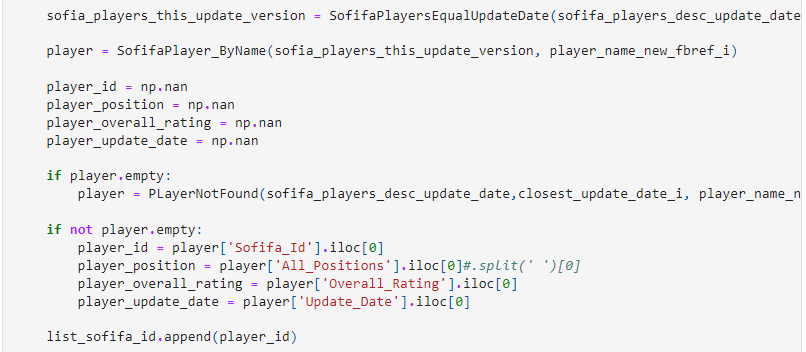 sofia_players_this_update_version = SofifaPlayersEqualUpdateDate(sofifa_players_desc_update_date
player = SofifaPlayer_ByName(sofia_players_this_update_version, player_name_new_fbref_i)
player_id = np.nan
player_position = np.nan
player_overall_rating = np.nan
player_update_date = np.nan
if player.empty:
player = PLayerNotFound(sofifa_players_desc_update_date,closest_update_date_i, player_name_n
if not player.empty:
player_id = player['Sofifa_Id'].iloc[0]
player_position = player['All_Positions'].iloc[0]#.split(' ')[0]
player_overall_rating = player['Overall_Rating'].iloc[0]
player_update_date = player['Update_Date'].iloc[0]
list_sofifa_id.append(player_id)